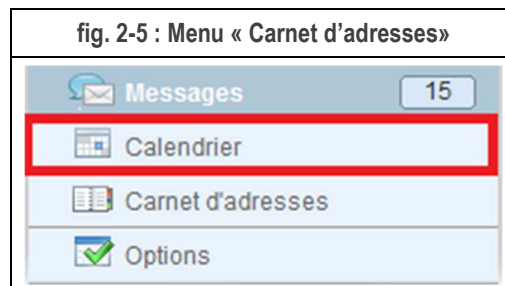 fig. 2-5 : Menu « Carnet d’adresses»
Messages 15
Calendrier
Carnet d'adresses
Options